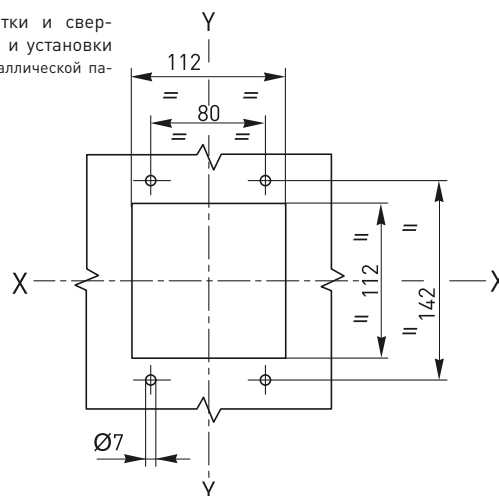 тки и свер-
и установки
аллической па-
Y
112
= =
80
= =
X
X
112
= =
142
= =
Ø7
Y